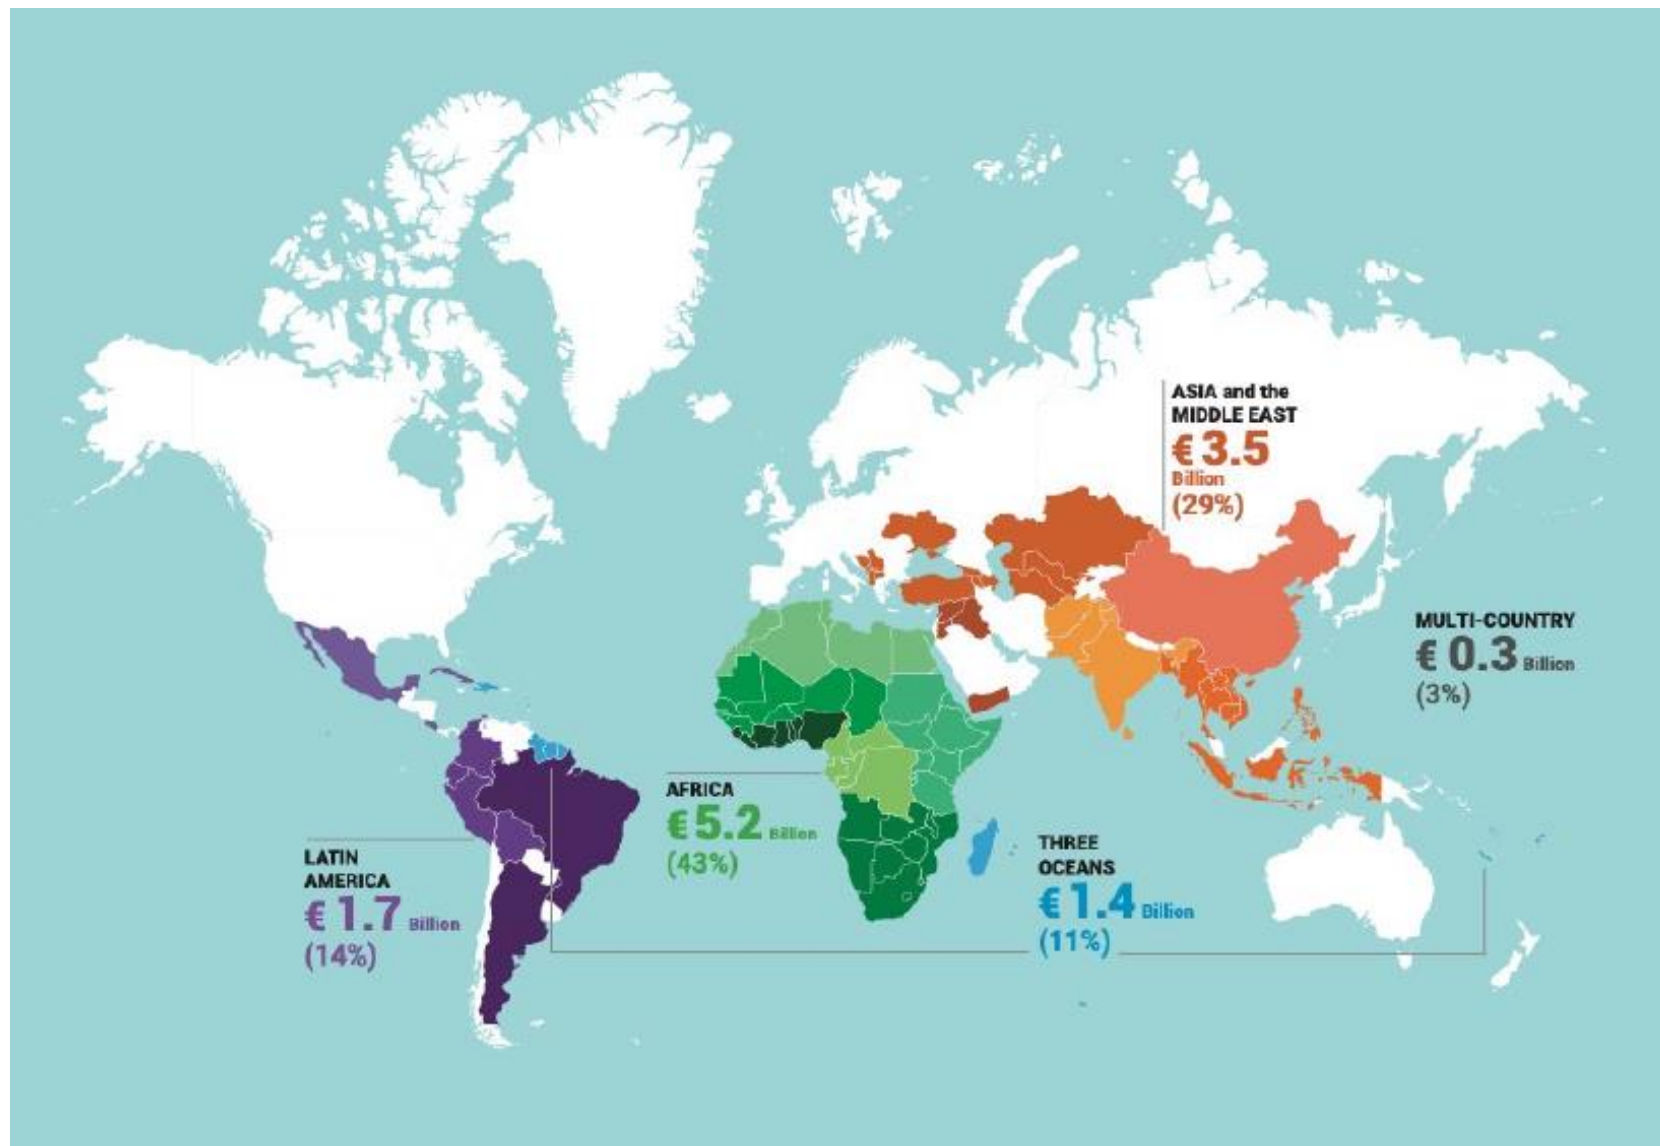 ASIA and the
MIDDLE EAST
€ 3.5
Billion
(29%)
MULTI-COUNTRY
€ 0.3 Billion
(3%)
AFRICA
€ 5.2 Billion
(43%)
THREE
OCEANS
€ 1.4 Billion
(11%)
LATIN
AMERICA
€ 1.7 Billion
(14%)